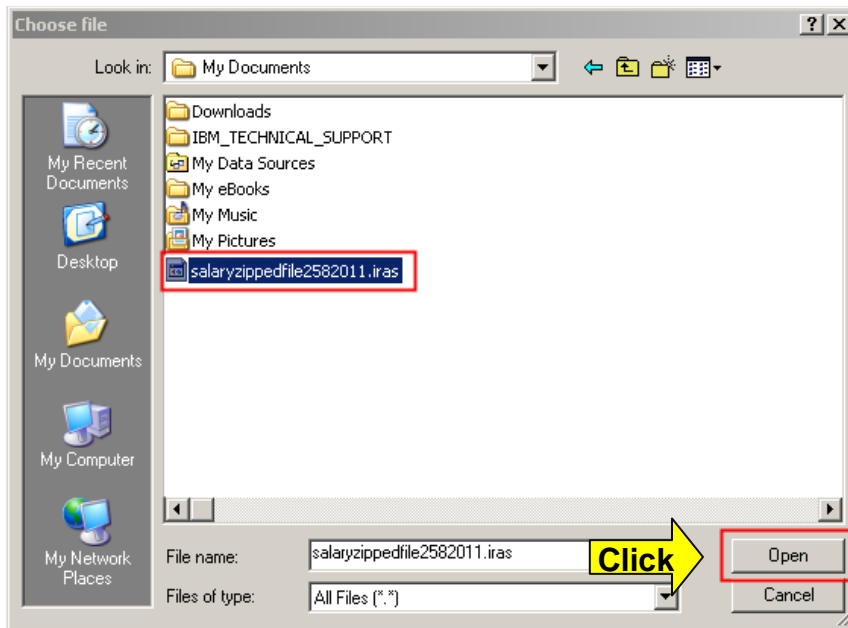 Choose file
Look in:
My Documents
My Recent
Documents
Desktop
My Documents
My Computer
My Network
Places
Downloads
IBM_TECHNICAL_SUPPORT
My Data Sources
My eBooks
My Music
My Pictures
salaryzippedfile2582011.iras
File name:
salaryzippedfile2582011.iras
Click
Open
Files of type:
All Files (*.*)
Cancel